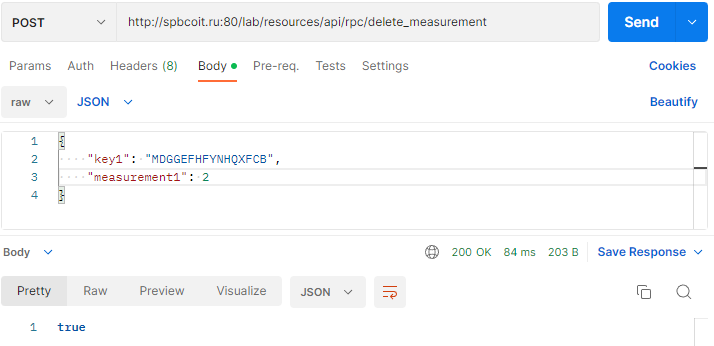 POST http://spbcoit.ru:80/lab/resources/api/rpc/delete_measurement Send
Params Auth Headers (8) Body Pre-req. Tests Settings Cookies
raw JSON Beautify
1 {
2 "key1": "MDGGEFHFYNHQXFCB",
3 "measurement1": 2
4 }
Body 200 OK 84 ms 203 B Save Response
Pretty Raw Preview Visualize JSON
1 true